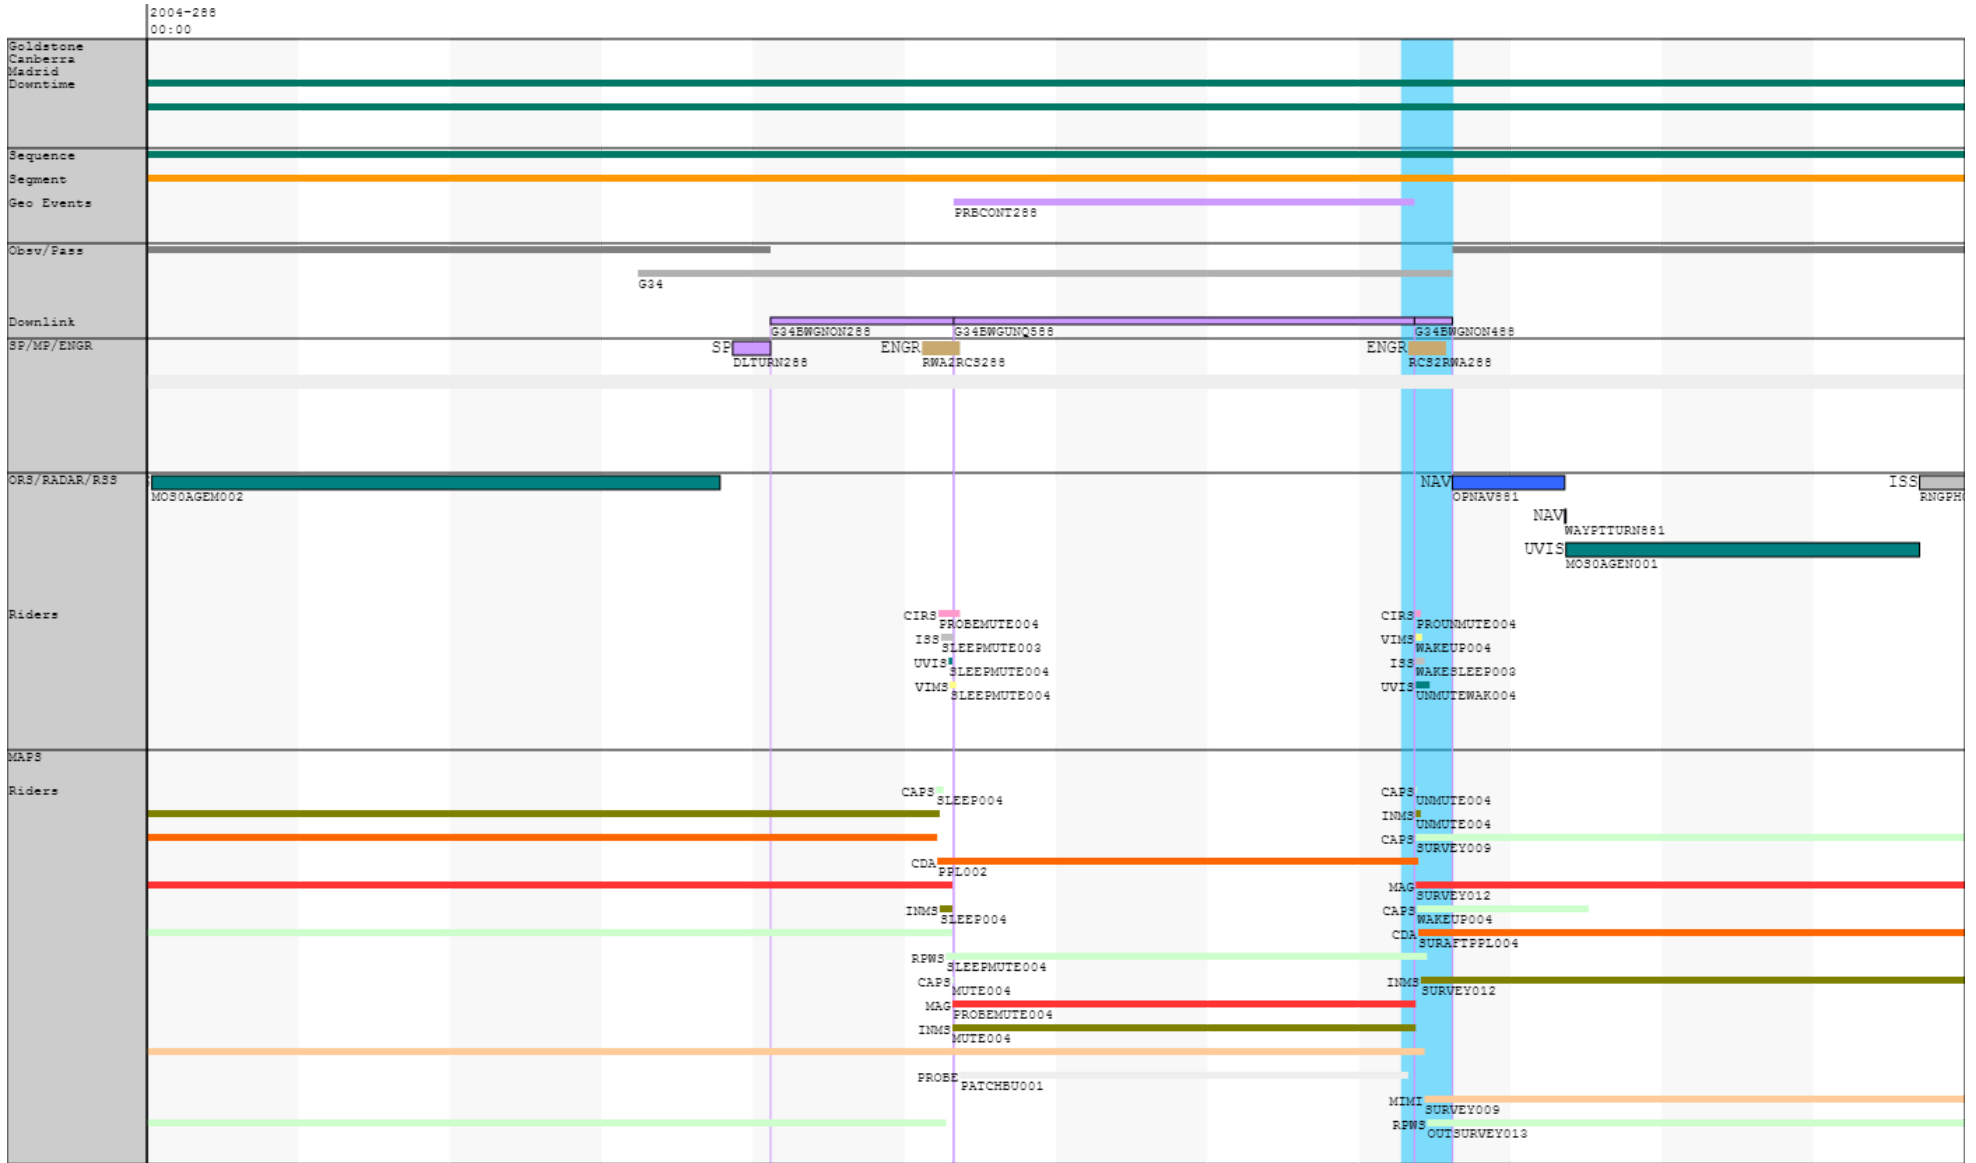 2004-288
00:00
Goldstone
Canberra
Madrid
Downtime
Sequence
Segment
Geo Events
PRBCONT288
Obsv/Pass
G34
Downlink
G34BWGNON288 G34BWGUNQ588 G34BWGNON488
SP/MP/ENGR SP ENGR ENGR
DLTURN288 RWA2RCS288 RCS2RWA288
ORS/RADAR/RSS NAV ISS
MOS0AGEM002 OPNAV881
NAV
WAYPTTURN881
UVIS
MOS0AGEN001
Riders CIRS CIRS
PROBEMUTE004 PROUNMUTE004
ISS VIMS
SLEEPMUTE003 WAKEUP004
UVIS ISS
SLEEPMUTE004 WAKESLEEP003
VIMS UVIS
SLEEPMUTE004 UNMUTEWAK004
MAPS
Riders CAPS CAPS
SLEEP004 UNMUTE004
INMS
UNMUTE004
CAPS
SURVEY009
CDA
PPL002
MAG
SURVEY012
INMS CAPS
SLEEP004 WAKEUP004
CDA
SURAFTPPL004
RPWS
SLEEPMUTE004
CAPS INMS
MUTE004 SURVEY012
MAG
PROBEMUTE004
INMS
MUTE004
PROBE
PATCHBU001
MIMI
SURVEY009
RPWS
OUTSURVEY013